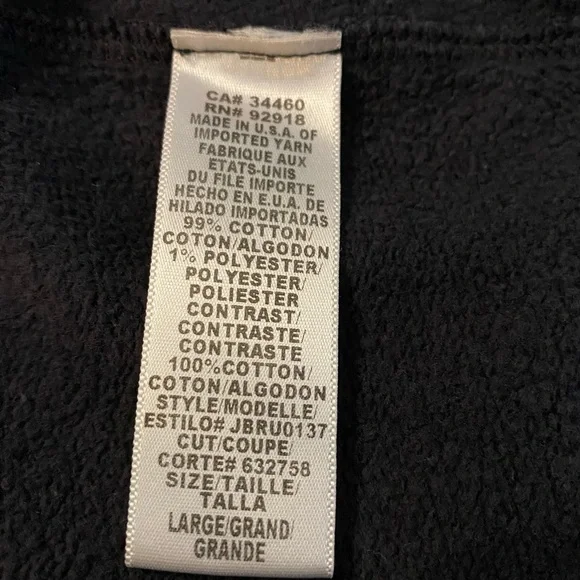 CA# 34460
RN# 92918
MADE IN U.S.A. OF
IMPORTED YARN
FABRIQUE AUX
ETATS-UNIS
DU FILE IMPORTE
HECHO EN E.U.A. DE
HILADO IMPORTADAS
99% COTTON/
COTON/ALGODON
1% POLYESTER/
POLYESTER/
POLIESTER
CONTRAST/
CONTRASTE/
CONTRASTE
100%COTTON/
COTON/ALGODON
STYLE/MODELLE/
ESTILO# JBRU0137
CUT/COUPE/
CORTE# 632758
SIZE/TAILLE/
TALLA
LARGE/GRAND/
GRANDE